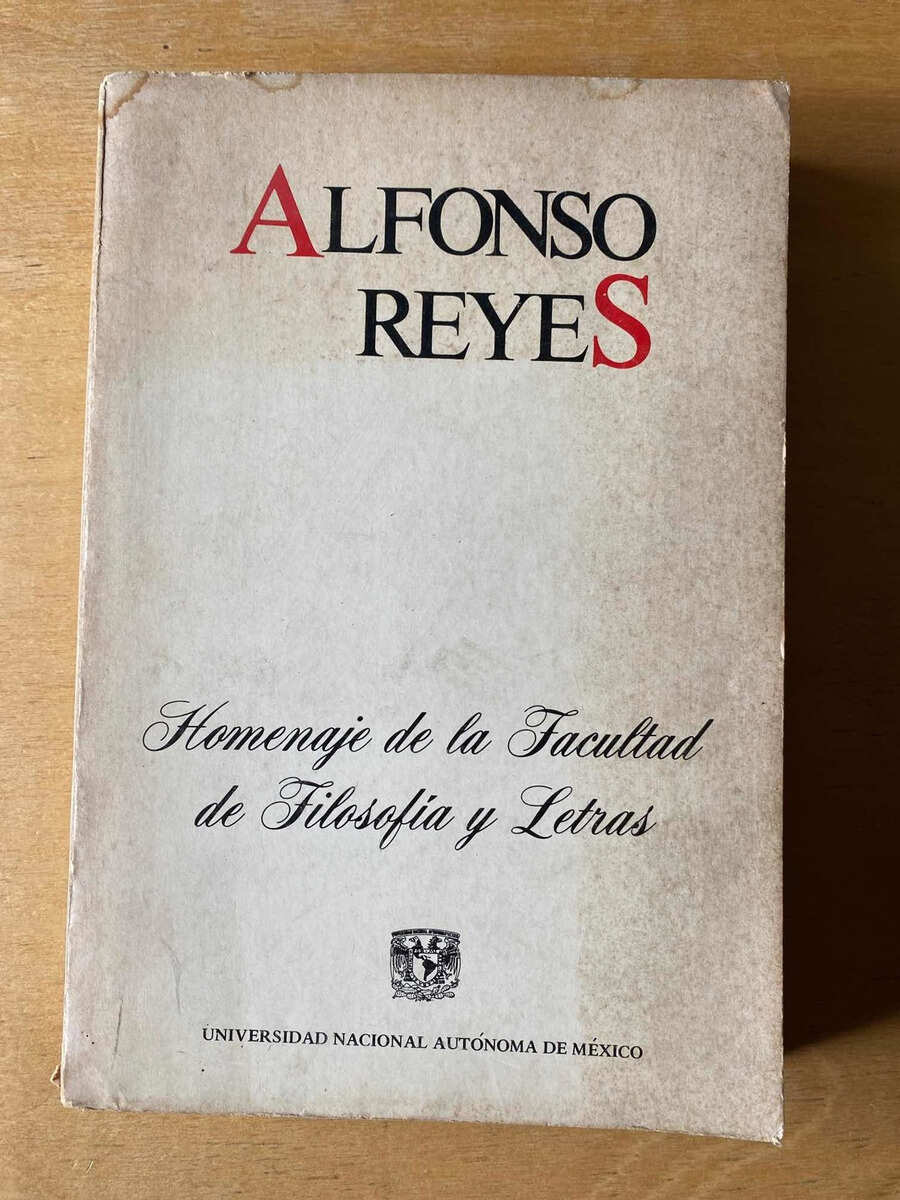 ALFONSO
REYES
Homenaje de la Facultad
de Filosofía y Letras
UNIVERSIDAD NACIONAL AUTÓNOMA DE MÉXICO